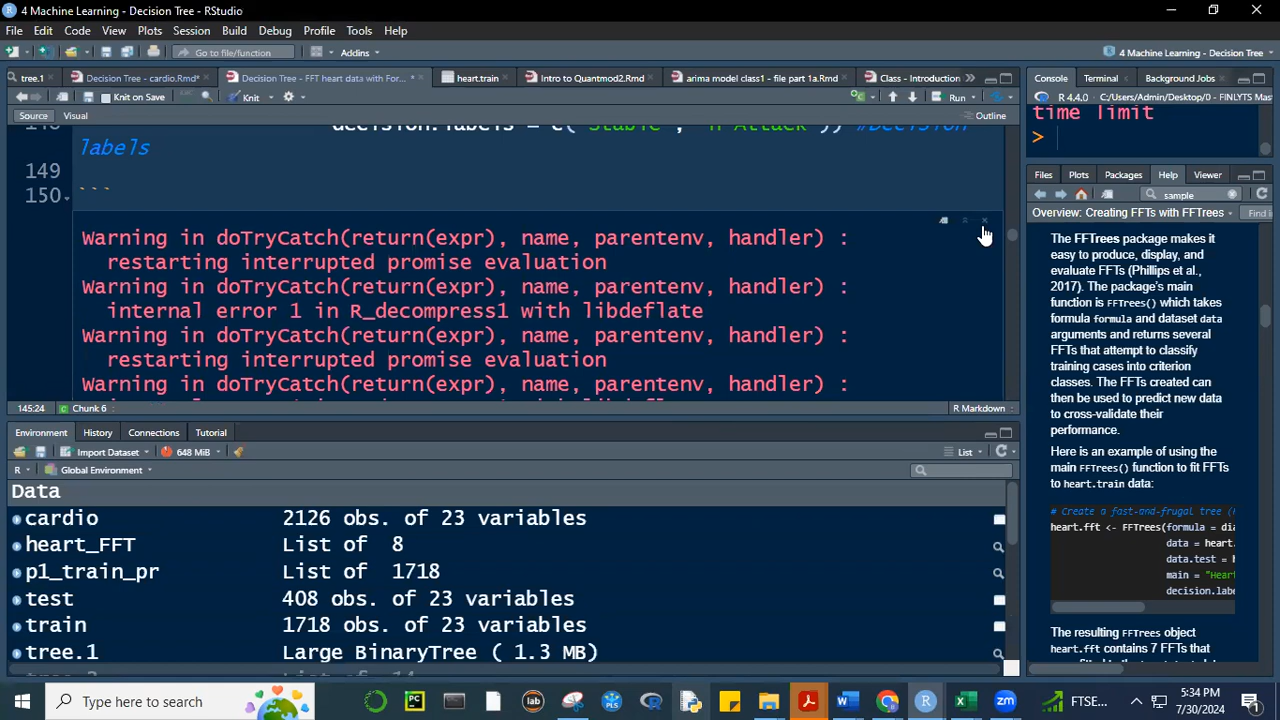 4 Machine Learning - Decision Tree - RStudio
File Edit Code View Plots Session Build Debug Profile Tools Help
Go to file/function Addins 4 Machine Learning - Decision Tree
tree.1 Decision Tree - cardio.Rmd* Decision Tree - FFT heart data with For...* heart.train Intro to Quantmod2.Rmd arima model class1 - file part 1a.Rmd Class - Introduction
Knit on Save Knit Run
Source Visual Outline
labels
149
150 ```
Warning in doTryCatch(return(expr), name, parentenv, handler) :
restarting interrupted promise evaluation
Warning in doTryCatch(return(expr), name, parentenv, handler) :
internal error 1 in R_decompress1 with libdeflate
Warning in doTryCatch(return(expr), name, parentenv, handler) :
restarting interrupted promise evaluation
Warning in doTryCatch(return(expr), name, parentenv, handler) :
145:24 Chunk 6 R Markdown
Environment History Connections Tutorial
Import Dataset 648 MiB List
R Global Environment
Data
cardio 2126 obs. of 23 variables
heart_FFT List of 8
p1_train_pr List of 1718
test 408 obs. of 23 variables
train 1718 obs. of 23 variables
tree.1 Large BinaryTree ( 1.3 MB)
Console Terminal Background Jobs
R 4.4.0 C:/Users/Admin/Desktop/0 - FINLYTS Mas
time limit
>
Files Plots Packages Help Viewer
sample
Overview: Creating FFTs with FFTrees Find in
The FFTrees package makes it
easy to produce, display, and
evaluate FFTs (Phillips et al.,
2017). The package's main
function is FFTrees() which takes
formula formula and dataset data
arguments and returns several
FFTs that attempt to classify
training cases into criterion
classes. The FFTs created can
then be used to predict new data
to cross-validate their
performance.
Here is an example of using the
main FFTrees() function to fit FFTs
to heart.train data:
# Create a fast-and-frugal tree (
heart.fft <- FFTrees(formula = dia
data = heart.
data.test = h
main = "Hear
decision.labe
The resulting FFTrees object
heart.fft contains 7 FFTs that
Type here to search
FTSE...
5:34 PM
7/30/2024